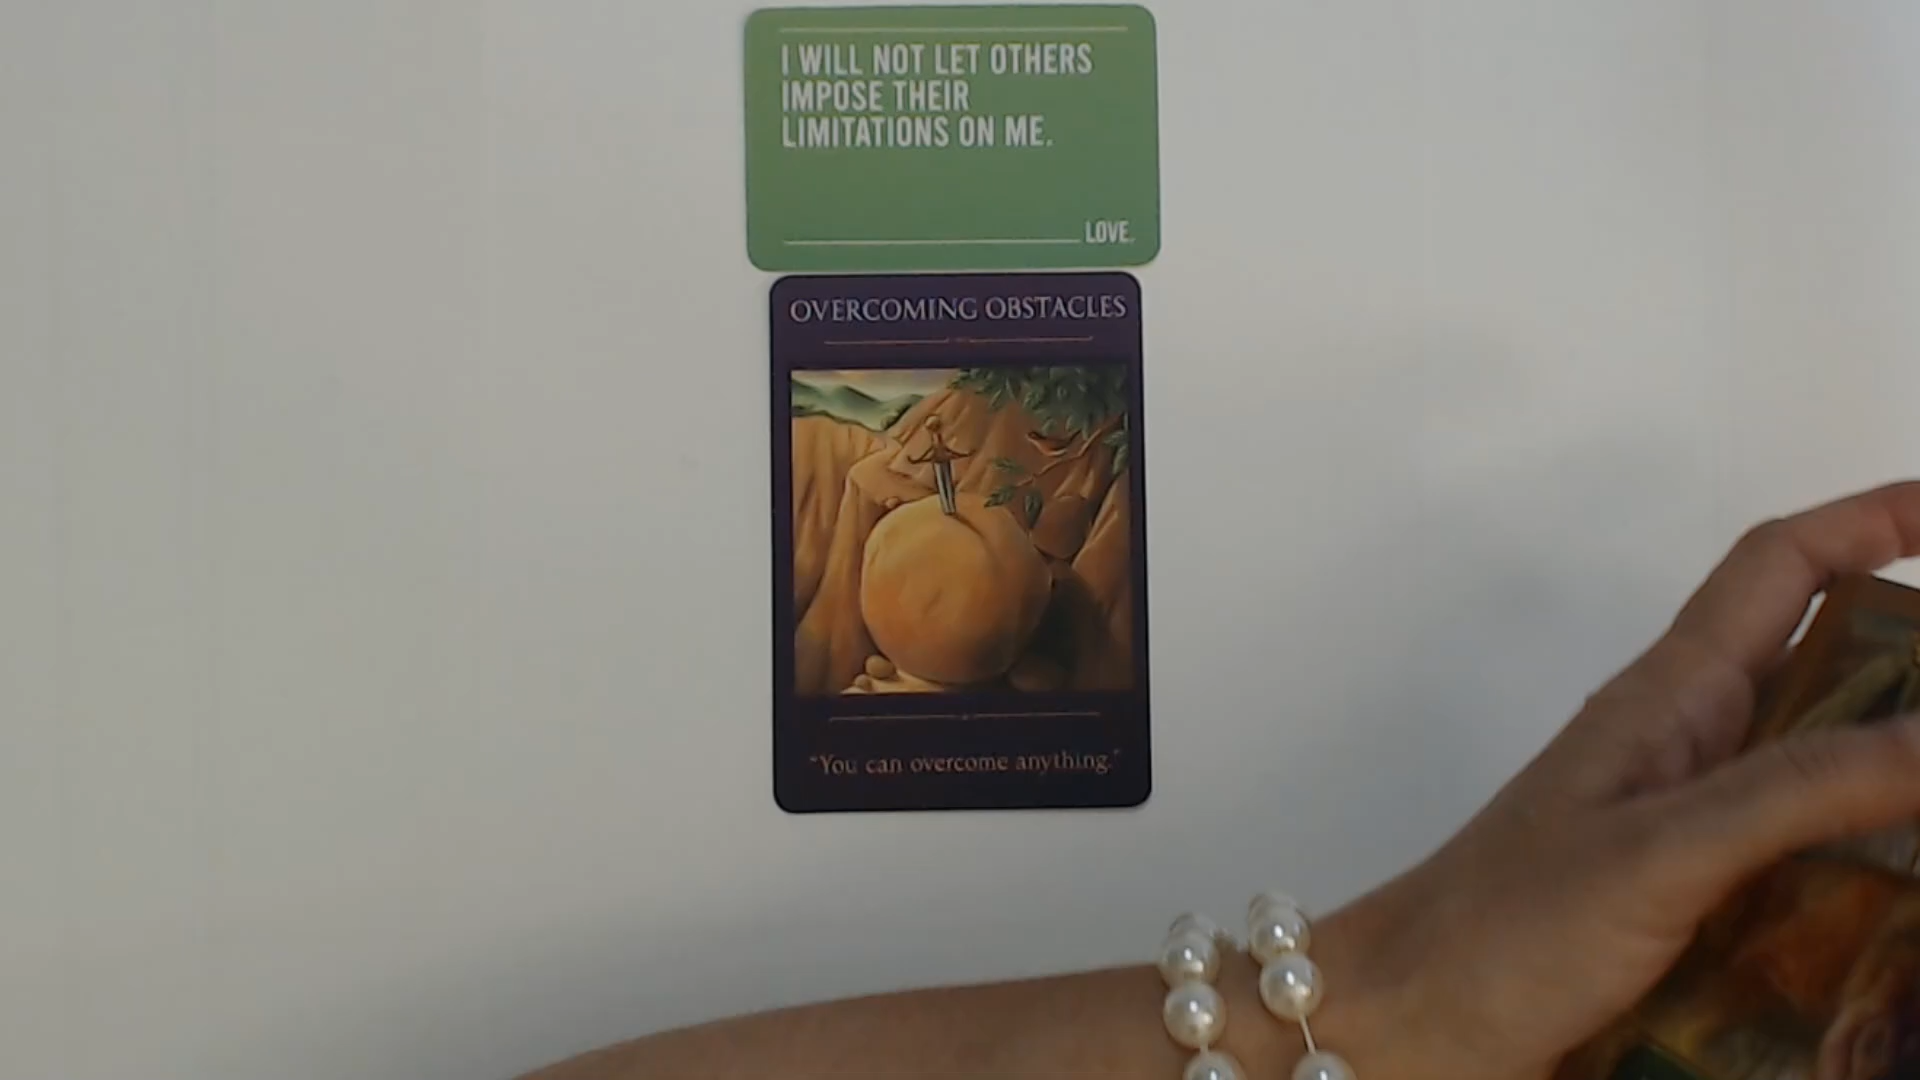 I WILL NOT LET OTHERS
IMPOSE THEIR
LIMITATIONS ON ME.
LOVE,
OVERCOMING OBSTACLES
"You can overcome anything."